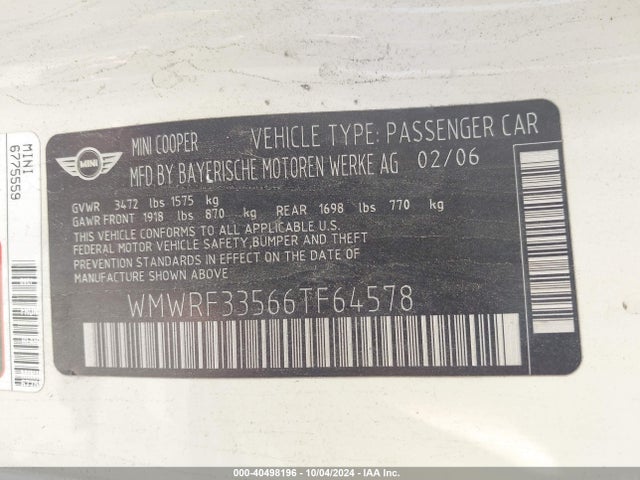 MINI
6775559
MINI
MINI COOPER
VEHICLE TYPE: PASSENGER CAR
MFD BY BAYERISCHE MOTOREN WERKE AG 02/06
GVWR 3472 lbs 1575 kg
GAWR FRONT 1918 lbs 870 kg REAR 1698 lbs 770 kg
THIS VEHICLE CONFORMS TO ALL APPLICABLE U.S.
FEDERAL MOTOR VEHICLE SAFETY,BUMPER AND THEFT
PREVENTION STANDARDS IN EFFECT ON THE DATE OF
MANUFACTURE SHOWN ABOVE.
WMWRF33566TF64578
000-40498196 - 10/04/2024 - IAA Inc.